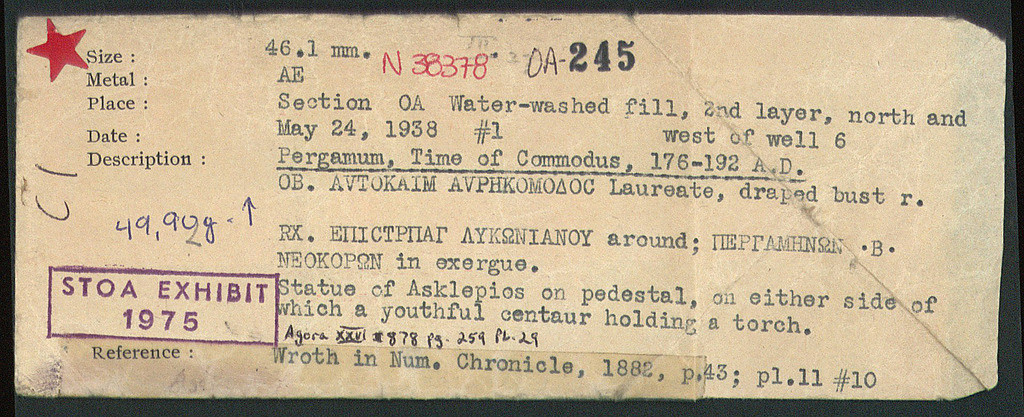 Size : 46.1 mm. N 38378 OA-245
Metal : AE
Place : Section OA Water-washed fill, 2nd layer, north and
Date : May 24, 1938 #1 west of well 6
Description : Pergamum, Time of Commodus, 176-192 A.D.
OB. ΑVΤΟΚΑΙΜ ΑVΡΗΚΟΜΟΔΟC Laureate, draped bust r.
49,92g. ↑
RX. ΕΠΙCΤΡΠΑΓ ΛΥΚΩΝΙΑΝΟΥ around; ΠΕΡΓΑΜΗΝΩΝ ·Β·
ΝΕΟΚΟΡΩΝ in exergue.
STOA EXHIBIT
1975
Statue of Asklepios on pedestal, on either side of
which a youthful centaur holding a torch.
Agora XXVI #878 pg. 259 Pl. 29
Reference : Wroth in Num. Chronicle, 1882, p.43; pl.11 #10